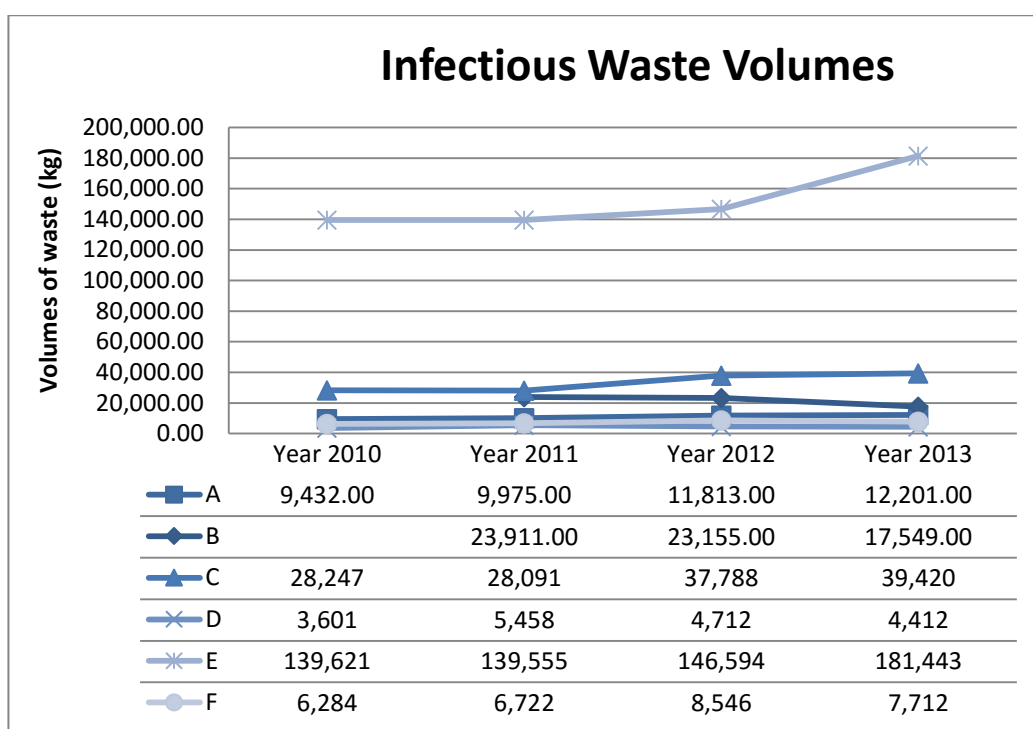 Infectious Waste Volumes
Volumes of waste (kg)
200,000.00
180,000.00
160,000.00
140,000.00
120,000.00
100,000.00
80,000.00
60,000.00
40,000.00
20,000.00
0.00
Year 2010 Year 2011 Year 2012 Year 2013
A 9,432.00 9,975.00 11,813.00 12,201.00
B 23,911.00 23,155.00 17,549.00
C 28,247 28,091 37,788 39,420
D 3,601 5,458 4,712 4,412
E 139,621 139,555 146,594 181,443
F 6,284 6,722 8,546 7,712